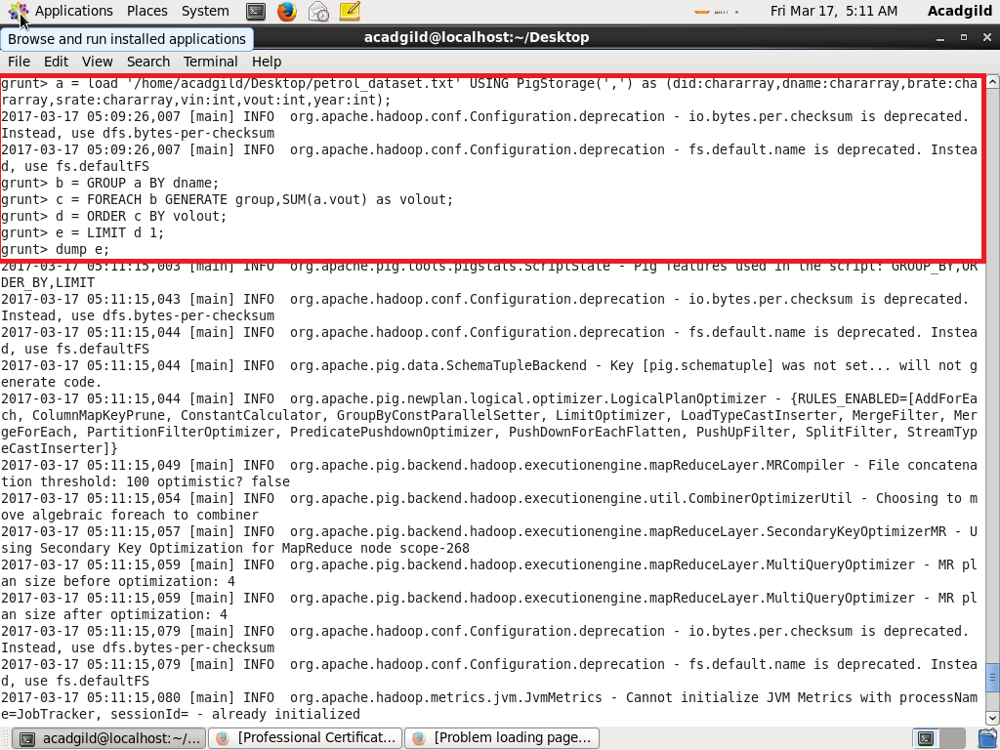 Applications Places System Fri Mar 17, 5:11 AM Acadgild
Browse and run installed applications
acadgild@localhost:~/Desktop
File Edit View Search Terminal Help
grunt> a = load '/home/acadgild/Desktop/petrol_dataset.txt' USING PigStorage(',') as (did:chararray,dname:chararray,brate:cha
rarray,srate:chararray,vin:int,vout:int,year:int);
2017-03-17 05:09:26,007 [main] INFO  org.apache.hadoop.conf.Configuration.deprecation - io.bytes.per.checksum is deprecated.
Instead, use dfs.bytes-per-checksum
2017-03-17 05:09:26,007 [main] INFO  org.apache.hadoop.conf.Configuration.deprecation - fs.default.name is deprecated. Instea
d, use fs.defaultFS
grunt> b = GROUP a BY dname;
grunt> c = FOREACH b GENERATE group,SUM(a.vout) as volout;
grunt> d = ORDER c BY volout;
grunt> e = LIMIT d 1;
grunt> dump e;
2017-03-17 05:11:15,003 [main] INFO  org.apache.pig.tools.pigstats.ScriptState - Pig features used in the script: GROUP_BY,OR
DER_BY,LIMIT
2017-03-17 05:11:15,043 [main] INFO  org.apache.hadoop.conf.Configuration.deprecation - io.bytes.per.checksum is deprecated.
Instead, use dfs.bytes-per-checksum
2017-03-17 05:11:15,044 [main] INFO  org.apache.hadoop.conf.Configuration.deprecation - fs.default.name is deprecated. Instea
d, use fs.defaultFS
2017-03-17 05:11:15,044 [main] INFO  org.apache.pig.data.SchemaTupleBackend - Key [pig.schematuple] was not set... will not g
enerate code.
2017-03-17 05:11:15,044 [main] INFO  org.apache.pig.newplan.logical.optimizer.LogicalPlanOptimizer - {RULES_ENABLED=[AddForEa
ch, ColumnMapKeyPrune, ConstantCalculator, GroupByConstParallelSetter, LimitOptimizer, LoadTypeCastInserter, MergeFilter, Mer
geForEach, PartitionFilterOptimizer, PredicatePushdownOptimizer, PushDownForEachFlatten, PushUpFilter, SplitFilter, StreamTyp
eCastInserter]}
2017-03-17 05:11:15,049 [main] INFO  org.apache.pig.backend.hadoop.executionengine.mapReduceLayer.MRCompiler - File concatena
tion threshold: 100 optimistic? false
2017-03-17 05:11:15,054 [main] INFO  org.apache.pig.backend.hadoop.executionengine.util.CombinerOptimizerUtil - Choosing to m
ove algebraic foreach to combiner
2017-03-17 05:11:15,057 [main] INFO  org.apache.pig.backend.hadoop.executionengine.mapReduceLayer.SecondaryKeyOptimizerMR - U
sing Secondary Key Optimization for MapReduce node scope-268
2017-03-17 05:11:15,059 [main] INFO  org.apache.pig.backend.hadoop.executionengine.mapReduceLayer.MultiQueryOptimizer - MR pl
an size before optimization: 4
2017-03-17 05:11:15,059 [main] INFO  org.apache.pig.backend.hadoop.executionengine.mapReduceLayer.MultiQueryOptimizer - MR pl
an size after optimization: 4
2017-03-17 05:11:15,079 [main] INFO  org.apache.hadoop.conf.Configuration.deprecation - io.bytes.per.checksum is deprecated.
Instead, use dfs.bytes-per-checksum
2017-03-17 05:11:15,079 [main] INFO  org.apache.hadoop.conf.Configuration.deprecation - fs.default.name is deprecated. Instea
d, use fs.defaultFS
2017-03-17 05:11:15,080 [main] INFO  org.apache.hadoop.metrics.jvm.JvmMetrics - Cannot initialize JVM Metrics with processNam
e=JobTracker, sessionId= - already initialized
acadgild@localhost:~/... [Professional Certificat... [Problem loading page...